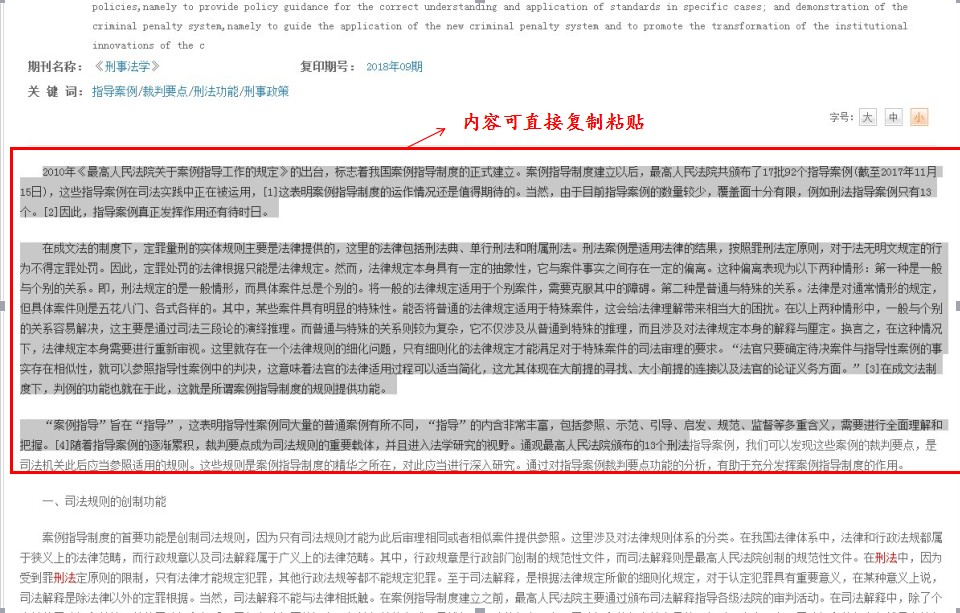 policies,namely to provide policy guidance for the correct understanding and application of standards in specific cases; and demonstration of the
criminal penalty system,namely to guide the application of the new criminal penalty system and to promote the transformation of the institutional
innovations of the c
期刊名称： 《刑事法学》 复印期号： 2018年09期
关 键 词： 指导案例/裁判要点/刑法功能/刑事政策
内容可直接复制粘贴
字号： 大 中 小
2010年《最高人民法院关于案例指导工作的规定》的出台，标志着我国案例指导制度的正式建立。案例指导制度建立以后，最高人民法院共颁布了17批92个指导案例(截至2017年11月
15日)，这些指导案例在司法实践中正在被运用，[1]这表明案例指导制度的运作情况还是值得期待的。当然，由于目前指导案例的数量较少，覆盖面十分有限，例如刑法指导案例只有13
个。[2]因此，指导案例真正发挥作用还有待时日。
在成文法的制度下，定罪量刑的实体规则主要是法律提供的，这里的法律包括刑法典、单行刑法和附属刑法。刑法案例是适用法律的结果，按照罪刑法定原则，对于法无明文规定的行
为不得定罪处罚。因此，定罪处罚的法律根据只能是法律规定。然而，法律规定本身具有一定的抽象性，它与案件事实之间存在一定的偏离。这种偏离表现为以下两种情形：第一种是一般
与个别的关系。即，刑法规定的是一般情形，而具体案件总是个别的。将一般的法律规定适用于个别案件，需要克服其中的障碍。第二种是普通与特殊的关系。法律是对通常情形的规定，
但具体案件则是五花八门、各式各样的。其中，某些案件具有明显的特殊性。能否将普通的法律规定适用于特殊案件，这会给法律理解带来相当大的困扰。在以上两种情形中，一般与个别
的关系容易解决，这主要是通过司法三段论的演绎推理。而普通与特殊的关系则较为复杂，它不仅涉及从普通到特殊的推理，而且涉及对法律规定本身的解释与厘定。换言之，在这种情况
下，法律规定本身需要进行重新审视。这里就存在一个法律规则的细化问题，只有细则化的法律规定才能满足对于特殊案件的司法审理的要求。“法官只要确定待决案件与指导性案例的事
实存在相似性，就可以参照指导性案例中的判决，这意味着法官的法律适用过程可以适当简化，这尤其体现在大前提的寻找、大小前提的连接以及法官的论证义务方面。”[3]在成文法制
度下，判例的功能也就在于此，这就是所谓案例指导制度的规则提供功能。
“案例指导”旨在“指导”，这表明指导性案例同大量的普通案例有所不同，“指导”的内含非常丰富，包括参照、示范、引导、启发、规范、监督等多重含义，需要进行全面理解和
把握。[4]随着指导案例的逐渐累积，裁判要点成为司法规则的重要载体，并且进入法学研究的视野。通观最高人民法院颁布的13个刑法指导案例，我们可以发现这些案例的裁判要点，是
司法机关此后应当参照适用的规则。这些规则是案例指导制度的精华之所在，对此应当进行深入研究。通过对指导案例裁判要点功能的分析，有助于充分发挥案例指导制度的作用。
一、司法规则的创制功能
案例指导制度的首要功能是创制司法规则，因为只有司法规则才能为此后审理相同或者相似案件提供参照。这里涉及对法律规则体系的分类。在我国法律体系中，法律和行政法规都属
于狭义上的法律范畴，而行政规章以及司法解释属于广义上的法律范畴。其中，行政规章是行政部门创制的规范性文件，而司法解释则是最高人民法院创制的规范性文件。在刑法中，因为
受到罪刑法定原则的限制，只有法律才能规定犯罪，其他行政法规等都不能规定犯罪。至于司法解释，是根据法律规定所做的细则化规定，对于认定犯罪具有重要意义，在某种意义上说，
司法解释是除法律以外的定罪根据。当然，司法解释不能与法律相抵触。在案例指导制度建立之前，最高人民法院主要通过颁布司法解释指导各级法院的审判活动。在司法解释中，除了个